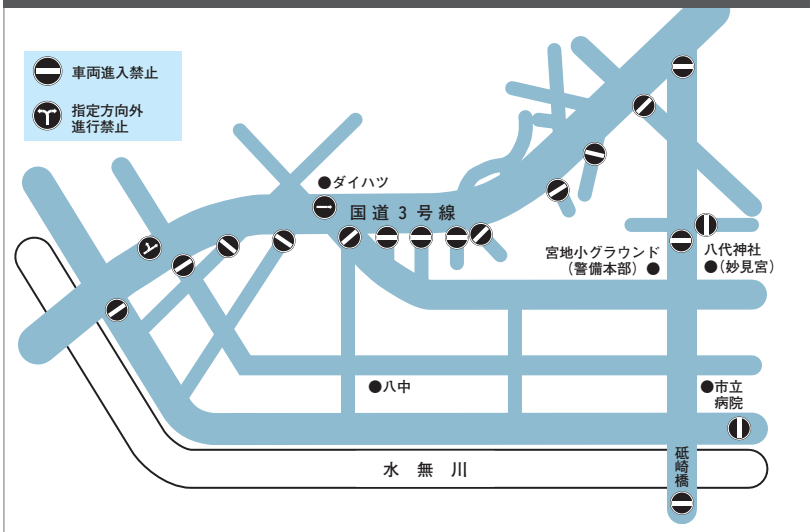 車両進入禁止
指定方向外
進行禁止
●ダイハツ
国道3号線
宮地小グラウンド
（警備本部）●
八代神社
●（妙見宮）
●八中
●市立
病院
水無川
砥崎橋